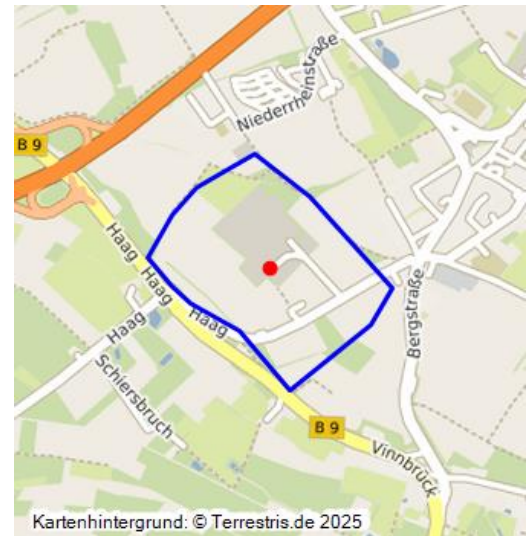 Niederrheinstraße
B 9
Haag
Haag
Haag
Haag
Bergstraße
Schiersbruch
B 9
Vinnbrück
Kartenhintergrund: © Terrestris.de 2025